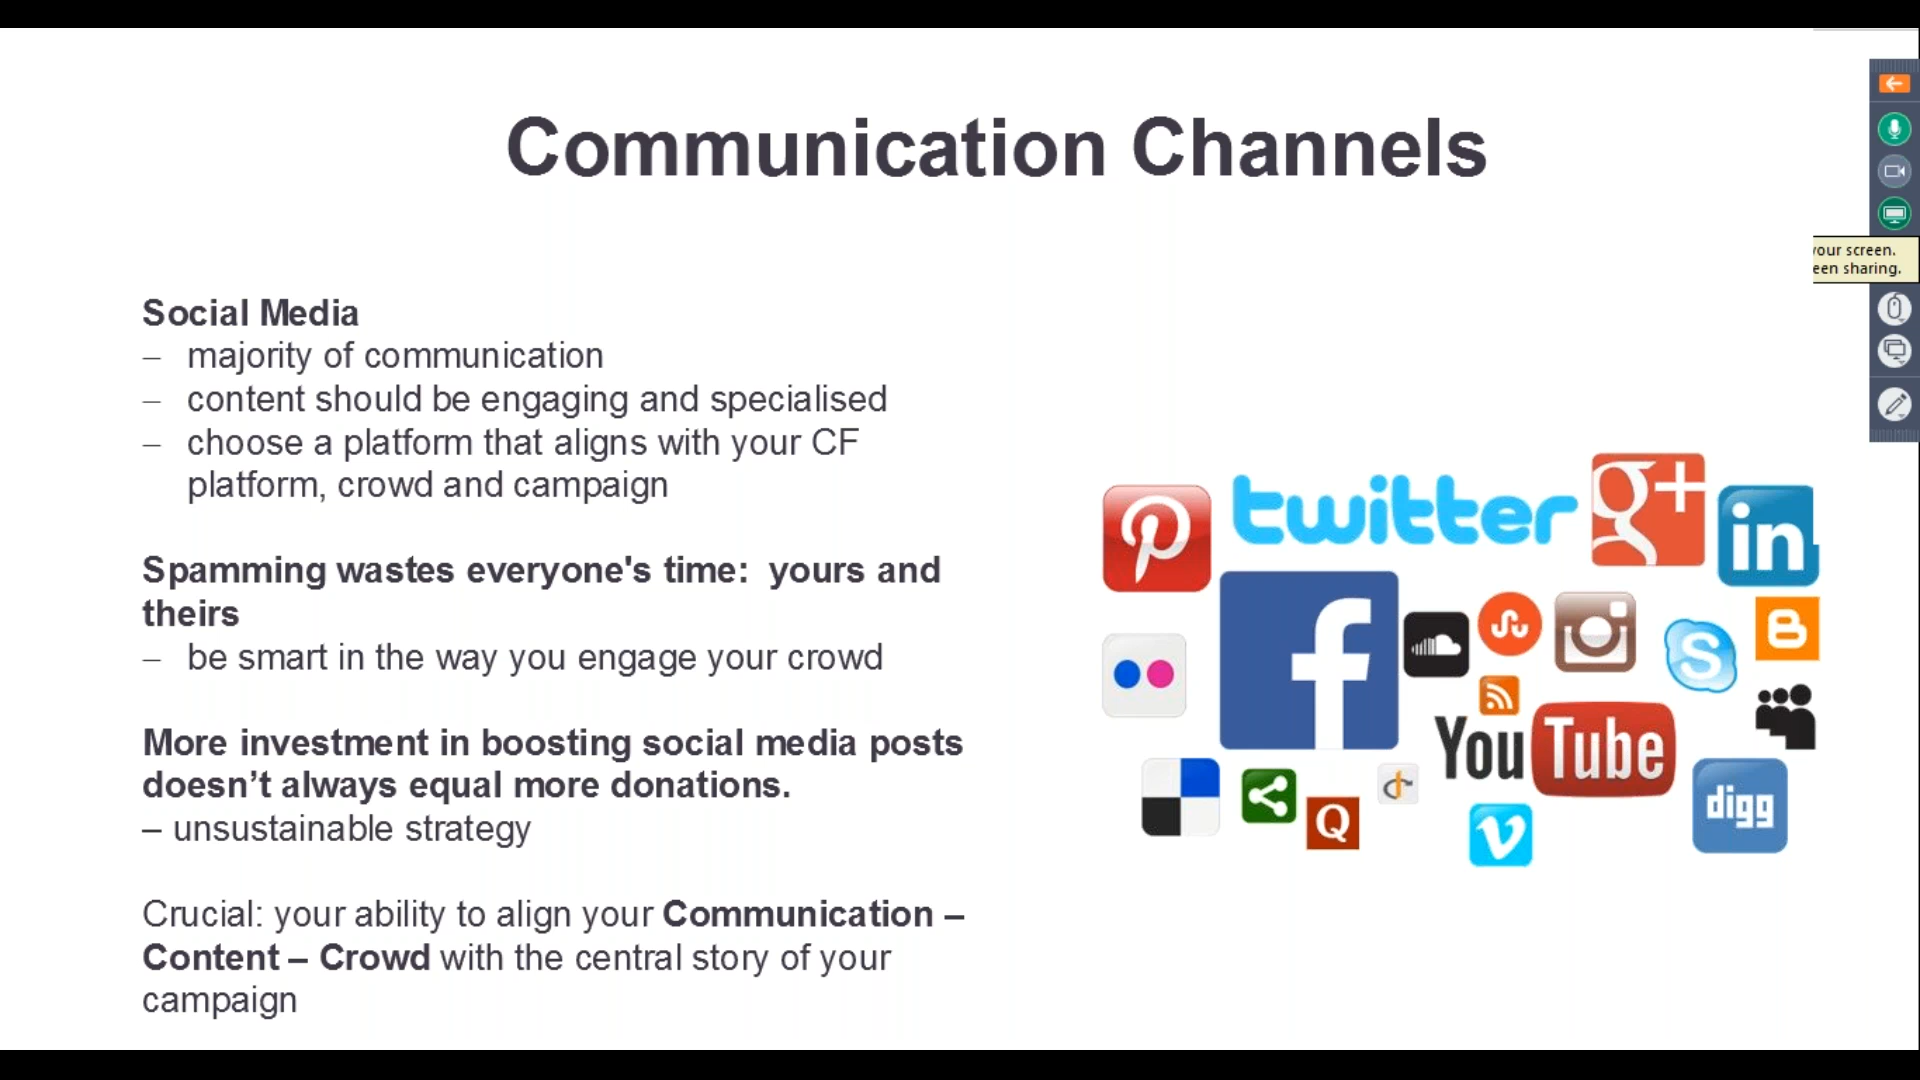 Communication Channels
Social Media
– majority of communication
– content should be engaging and specialised
– choose a platform that aligns with your CF
platform, crowd and campaign
Spamming wastes everyone's time:  yours and
theirs
– be smart in the way you engage your crowd
More investment in boosting social media posts
doesn’t always equal more donations.
– unsustainable strategy
Crucial: your ability to align your Communication –
Content – Crowd with the central story of your
campaign
twitter
g+
in
f
You Tube
digg
Q
your screen.
een sharing.